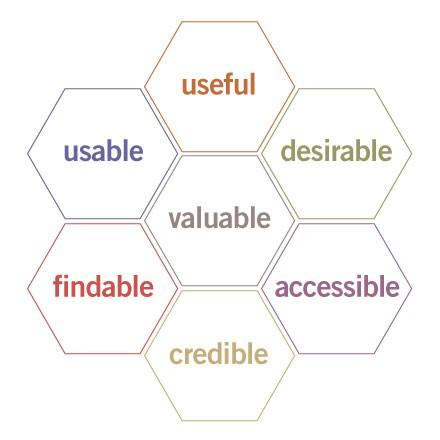 useful
usable
desirable
valuable
findable
accessible
credible